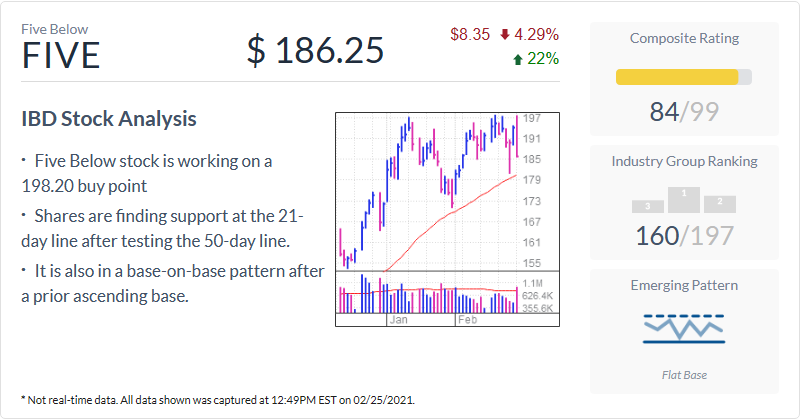 Five Below
FIVE
$ 186.25
$8.35 4.29%
22%
IBD Stock Analysis
· Five Below stock is working on a
198.20 buy point
· Shares are finding support at the 21-
day line after testing the 50-day line.
· It is also in a base-on-base pattern after
a prior ascending base.
197
191
185
179
173
167
161
155
1.1M
626.4K
355.6K
Jan
Feb
* Not real-time data. All data shown was captured at 12:49PM EST on 02/25/2021.
Composite Rating
84/99
Industry Group Ranking
3 1 2
160/197
Emerging Pattern
Flat Base